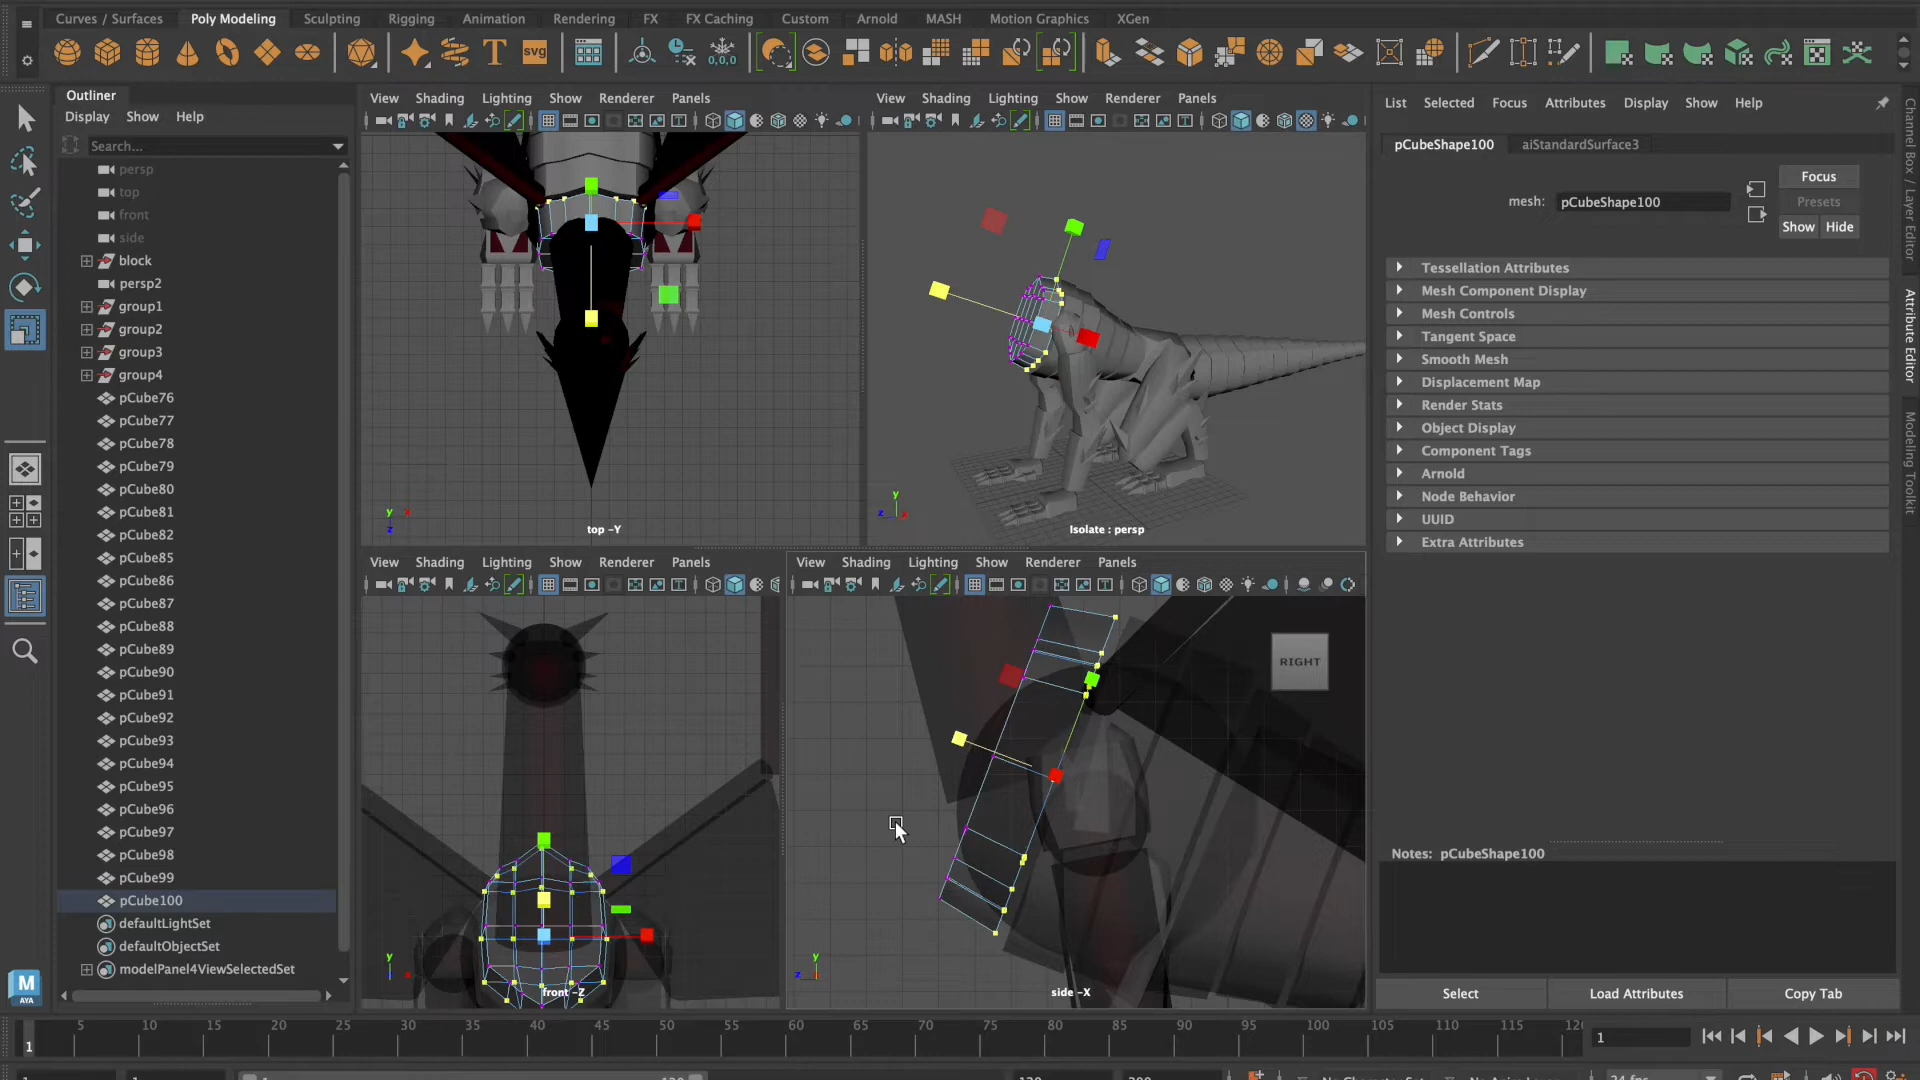 Curves / Surfaces Poly Modeling Sculpting Rigging Animation Rendering FX FX Caching Custom Arnold MASH Motion Graphics XGen
T svg 0,0,0
Outliner
Display Show Help
Search...
persp
top
front
side
block
persp2
group1
group2
group3
group4
pCube76
pCube77
pCube78
pCube79
pCube80
pCube81
pCube82
pCube85
pCube86
pCube87
pCube88
pCube89
pCube90
pCube91
pCube92
pCube93
pCube94
pCube95
pCube96
pCube97
pCube98
pCube99
pCube100
defaultLightSet
defaultObjectSet
modelPanel4ViewSelectedSet
M
AYA
View Shading Lighting Show Renderer Panels
y x
z
top -Y
View Shading Lighting Show Renderer Panels
y
z x
Isolate : persp
View Shading Lighting Show Renderer Panels
y
x
front -Z
View Shading Lighting Show Renderer Panels
RIGHT
y
z
side -X
List Selected Focus Attributes Display Show Help
pCubeShape100 aiStandardSurface3
Focus
mesh: pCubeShape100
Presets
Show Hide
Tessellation Attributes
Mesh Component Display
Mesh Controls
Tangent Space
Smooth Mesh
Displacement Map
Render Stats
Object Display
Component Tags
Arnold
Node Behavior
UUID
Extra Attributes
Notes: pCubeShape100
Select Load Attributes Copy Tab
Channel Box / Layer Editor
Attribute Editor
Modeling Toolkit
5 10 15 20 25 30 35 40 45 50 55 60 65 70 75 80 85 90 95 100 105 110 115
1
1